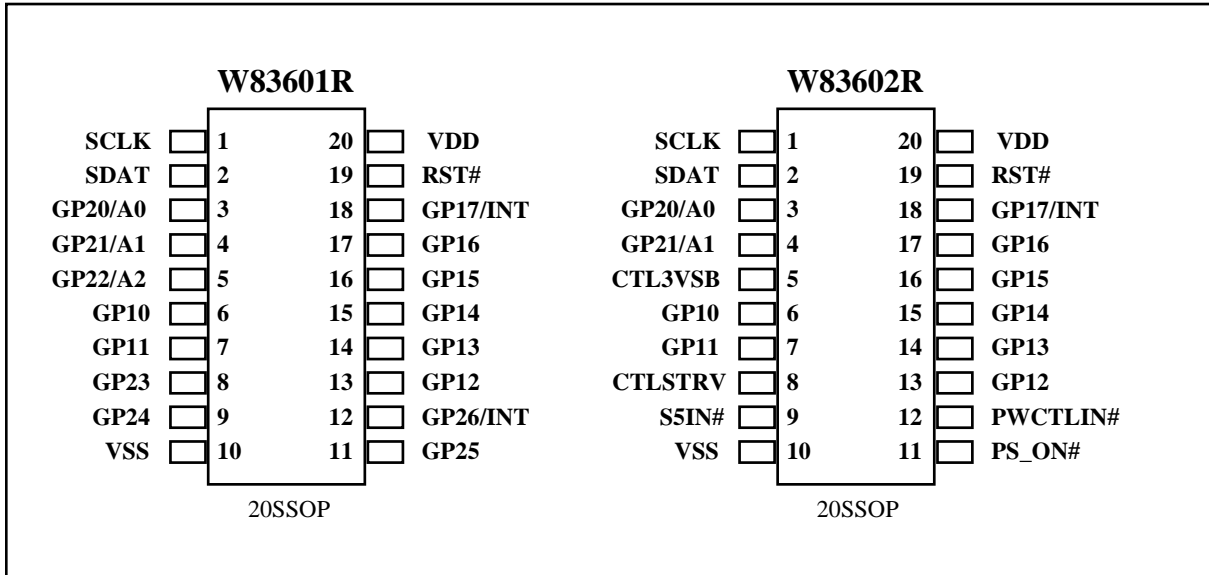 W83601R
SCLK 1 20 VDD
SDAT 2 19 RST#
GP20/A0 3 18 GP17/INT
GP21/A1 4 17 GP16
GP22/A2 5 16 GP15
GP10 6 15 GP14
GP11 7 14 GP13
GP23 8 13 GP12
GP24 9 12 GP26/INT
VSS 10 11 GP25
20SSOP
W83602R
SCLK 1 20 VDD
SDAT 2 19 RST#
GP20/A0 3 18 GP17/INT
GP21/A1 4 17 GP16
CTL3VSB 5 16 GP15
GP10 6 15 GP14
GP11 7 14 GP13
CTLSTRV 8 13 GP12
S5IN# 9 12 PWCTLIN#
VSS 10 11 PS_ON#
20SSOP